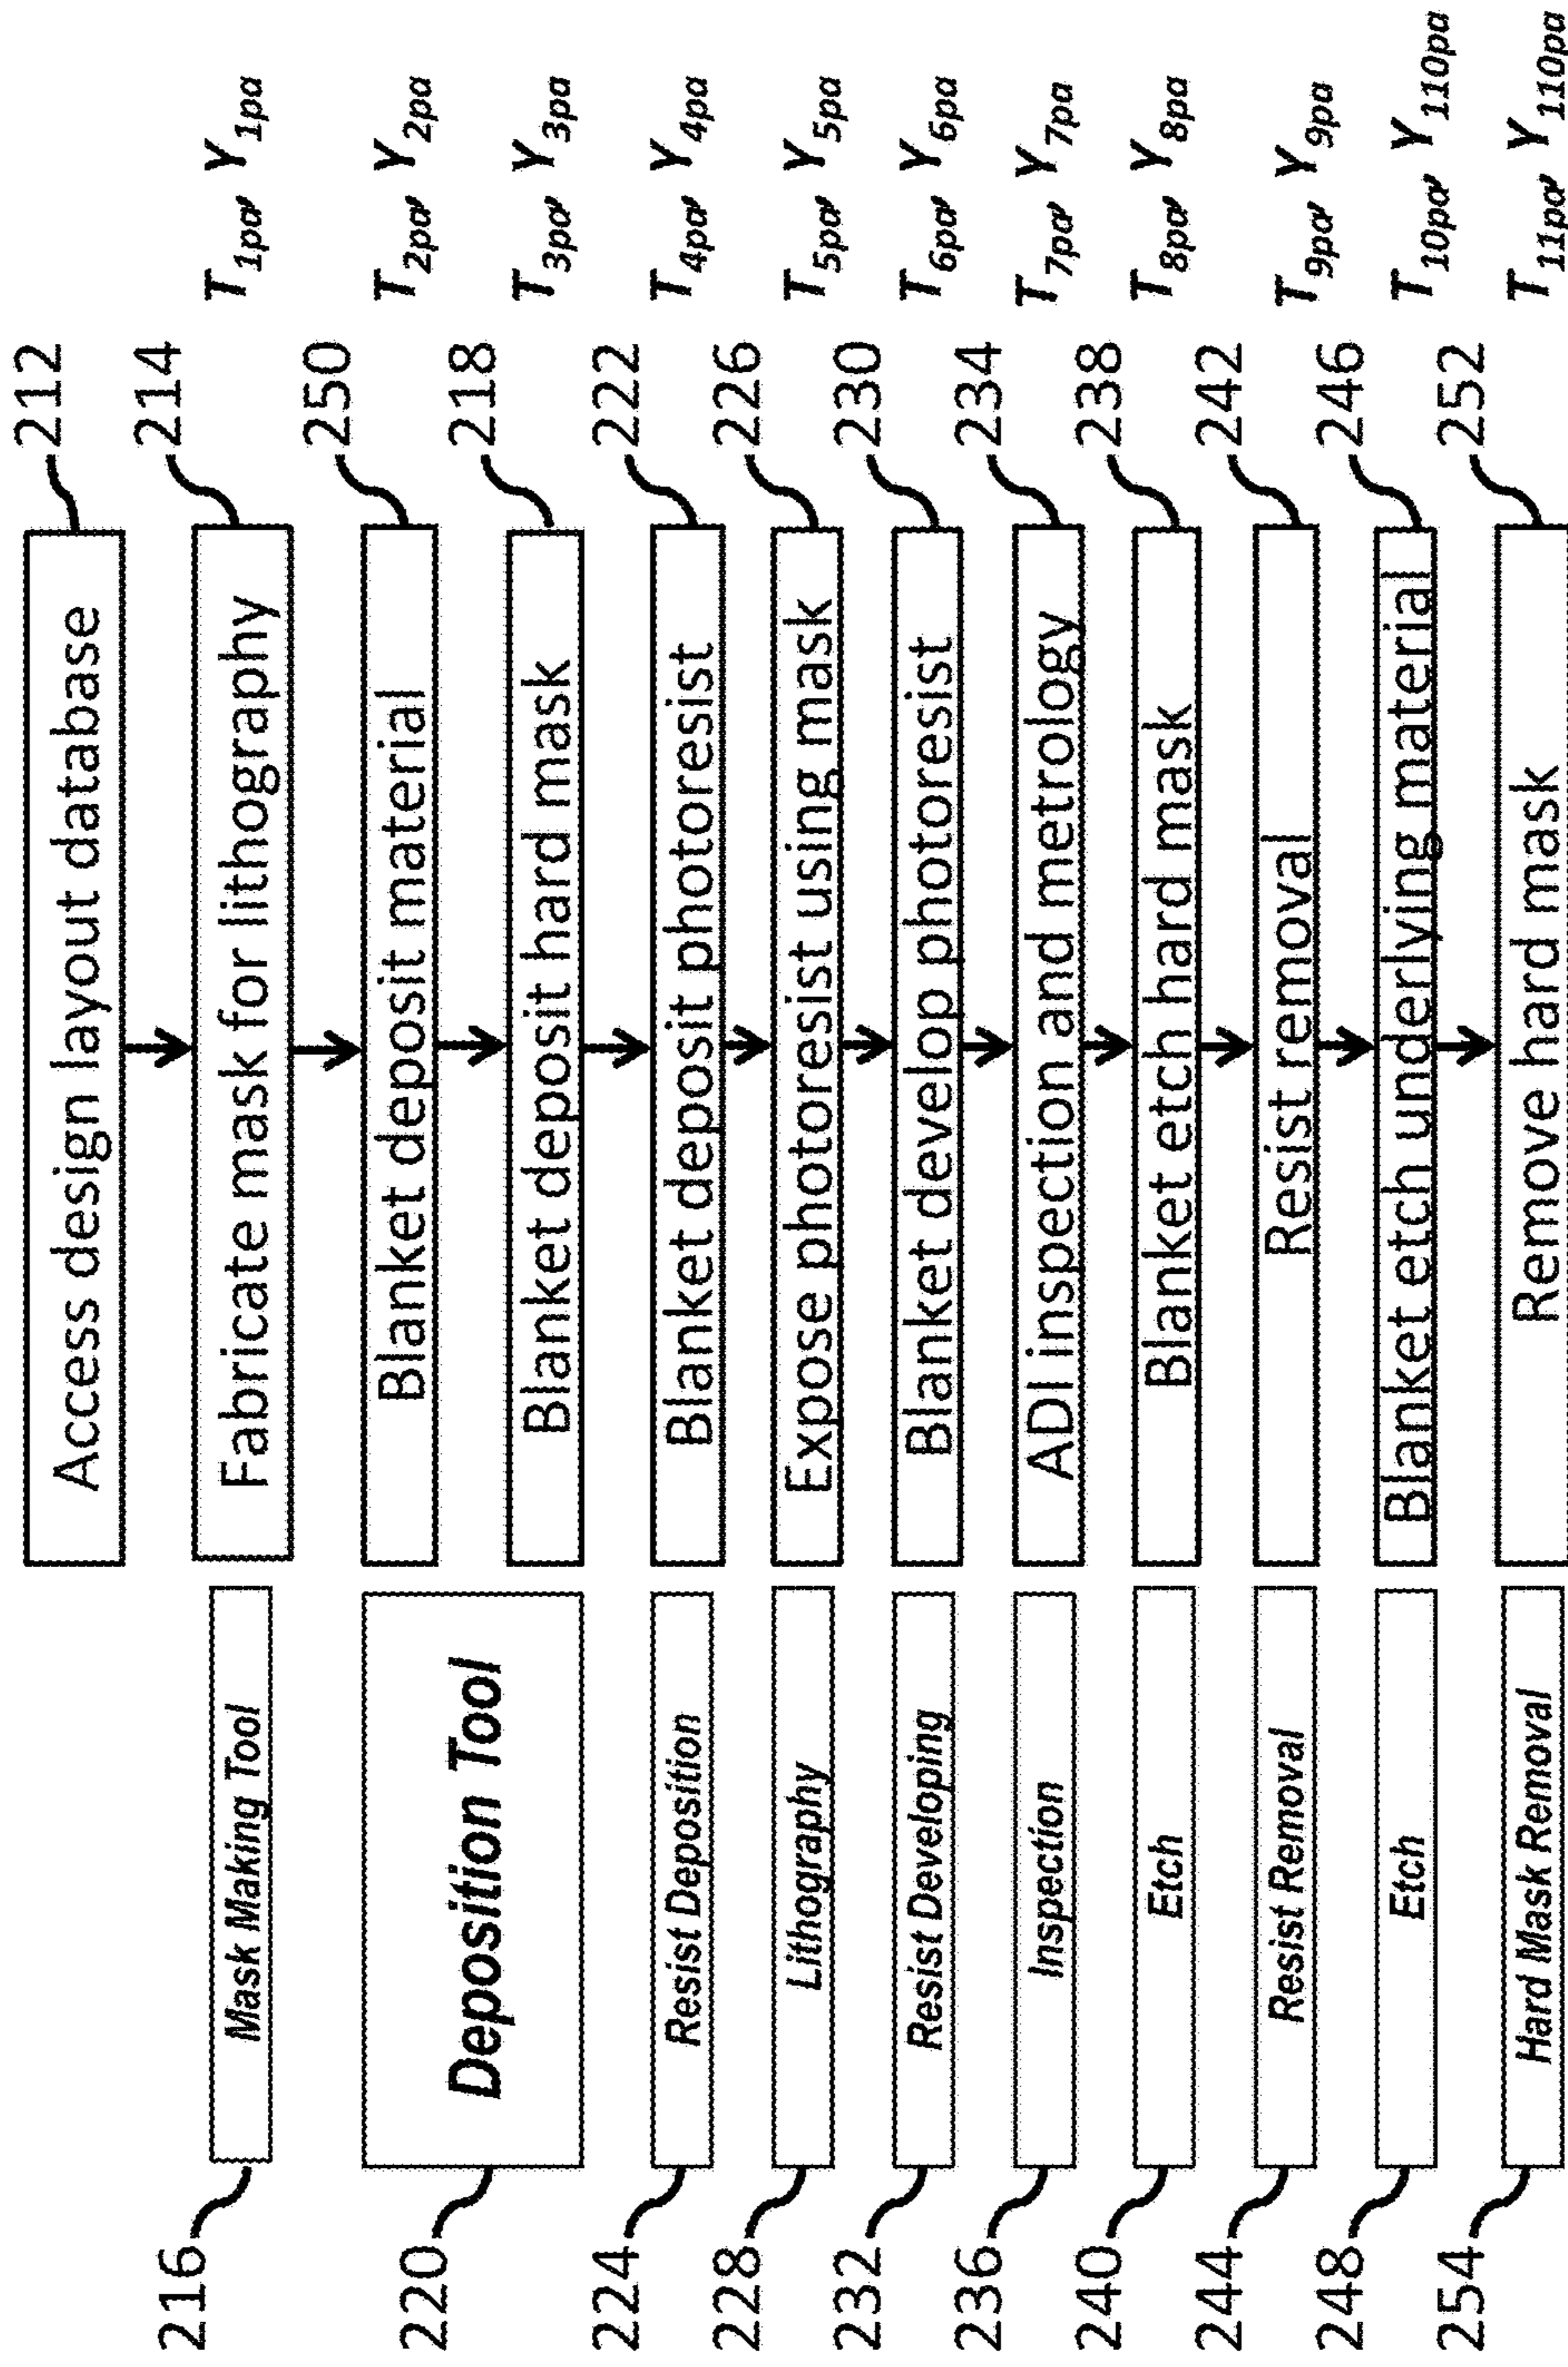 212
Access design layout database
216
Mask Making Tool
Fabricate mask for lithography
214
T1pa, Y1pa
220
Deposition Tool
Blanket deposit material
250
T2pa, Y2pa
Blanket deposit hard mask
218
T3pa, Y3pa
224
Resist Deposition
Blanket deposit photoresist
222
T4pa, Y4pa
228
Lithography
Expose photoresist using mask
226
T5pa, Y5pa
232
Resist Developing
Blanket develop photoresist
230
T6pa, Y6pa
236
Inspection
ADI inspection and metrology
234
T7pa, Y7pa
240
Etch
Blanket etch hard mask
238
T8pa, Y8pa
244
Resist Removal
Resist removal
242
T9pa, Y9pa
248
Etch
Blanket etch underlying material
246
T10pa, Y110pa
254
Hard Mask Removal
Remove hard mask
252
T11pa, Y110pa